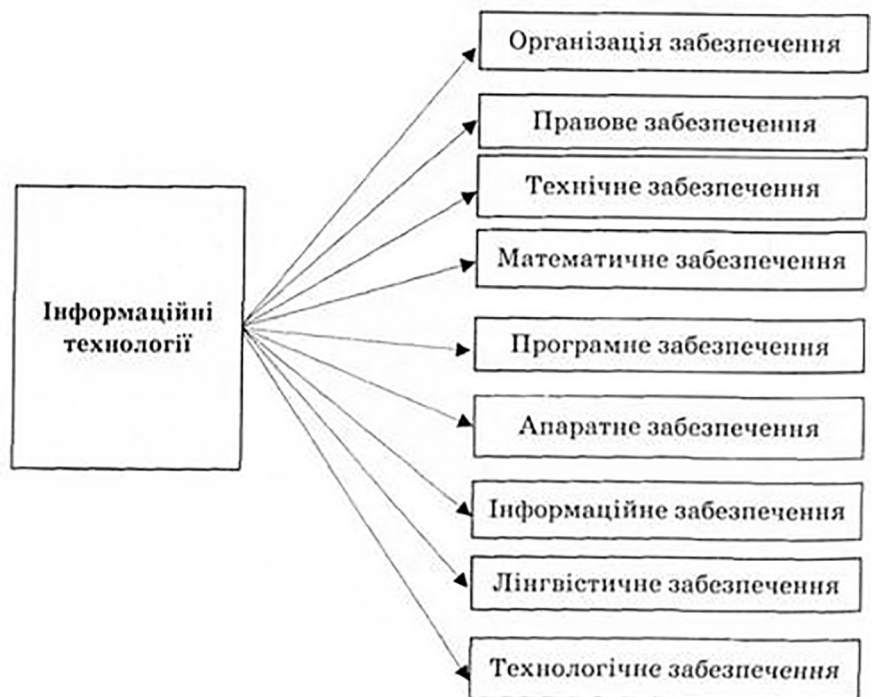 Інформаційні
технології
Організація забезпечення
Правове забезпечення
Технічне забезпечення
Математичне забезпечення
Програмне забезпечення
Апаратне забезпечення
Інформаційне забезпечення
Лінгвістичне забезпечення
Технологічне забезпечення